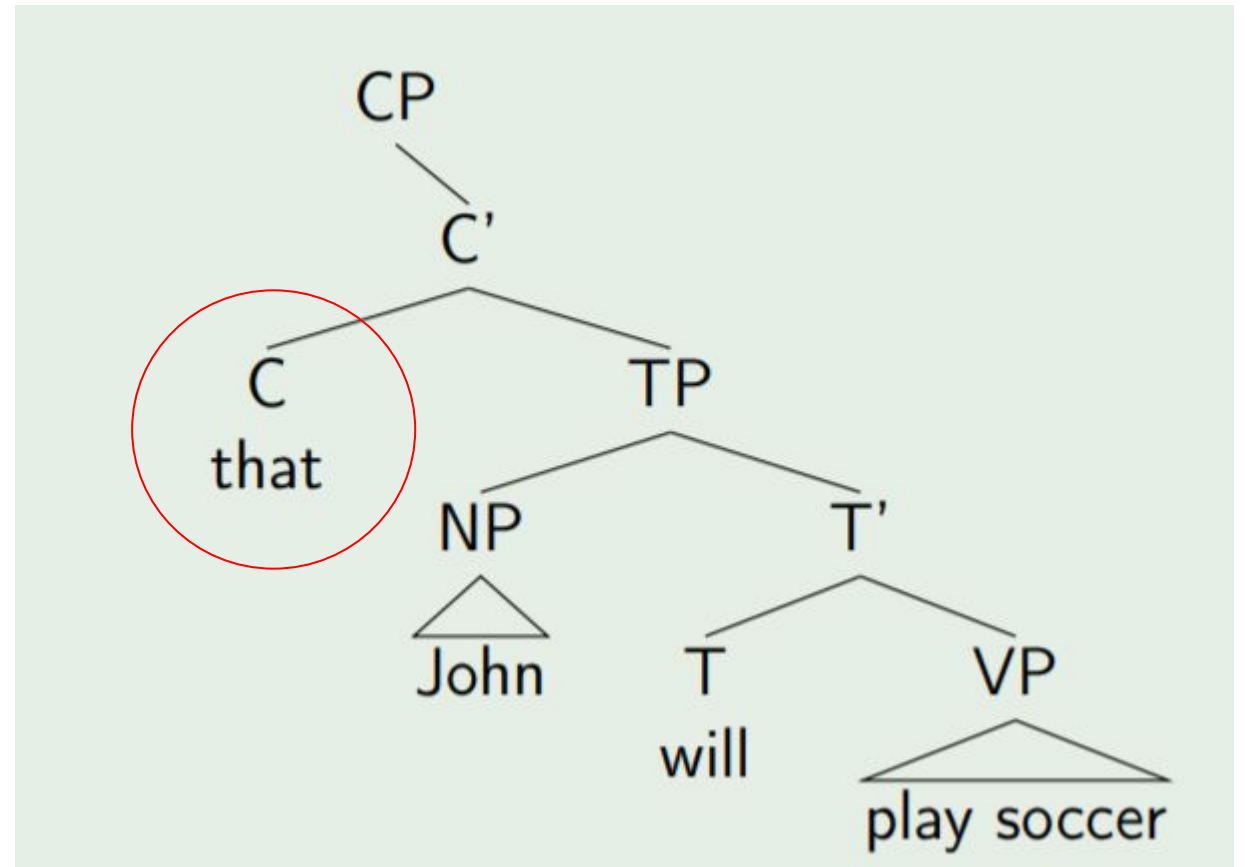 CP
C'
C TP
that
NP T'
John T VP
will
play soccer